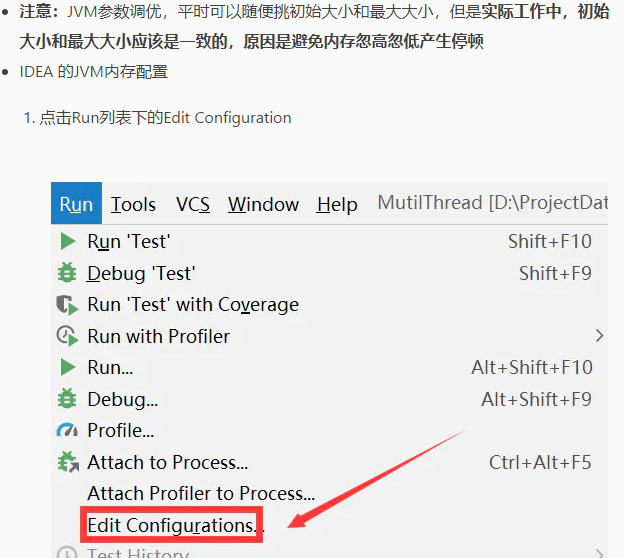 注意：JVM参数调优，平时可以随便挑初始大小和最大大小，但是实际工作中，初始
大小和最大大小应该是一致的，原因是避免内存忽高忽低产生停顿
IDEA 的JVM内存配置
1. 点击Run列表下的Edit Configuration
Run Tools VCS Window Help MutilThread [D:\ProjectDat
Run 'Test' Shift+F10
Debug 'Test' Shift+F9
Run 'Test' with Coverage
Run with Profiler
Run... Alt+Shift+F10
Debug... Alt+Shift+F9
Profile...
Attach to Process... Ctrl+Alt+F5
Attach Profiler to Process...
Edit Configurations...
Test History